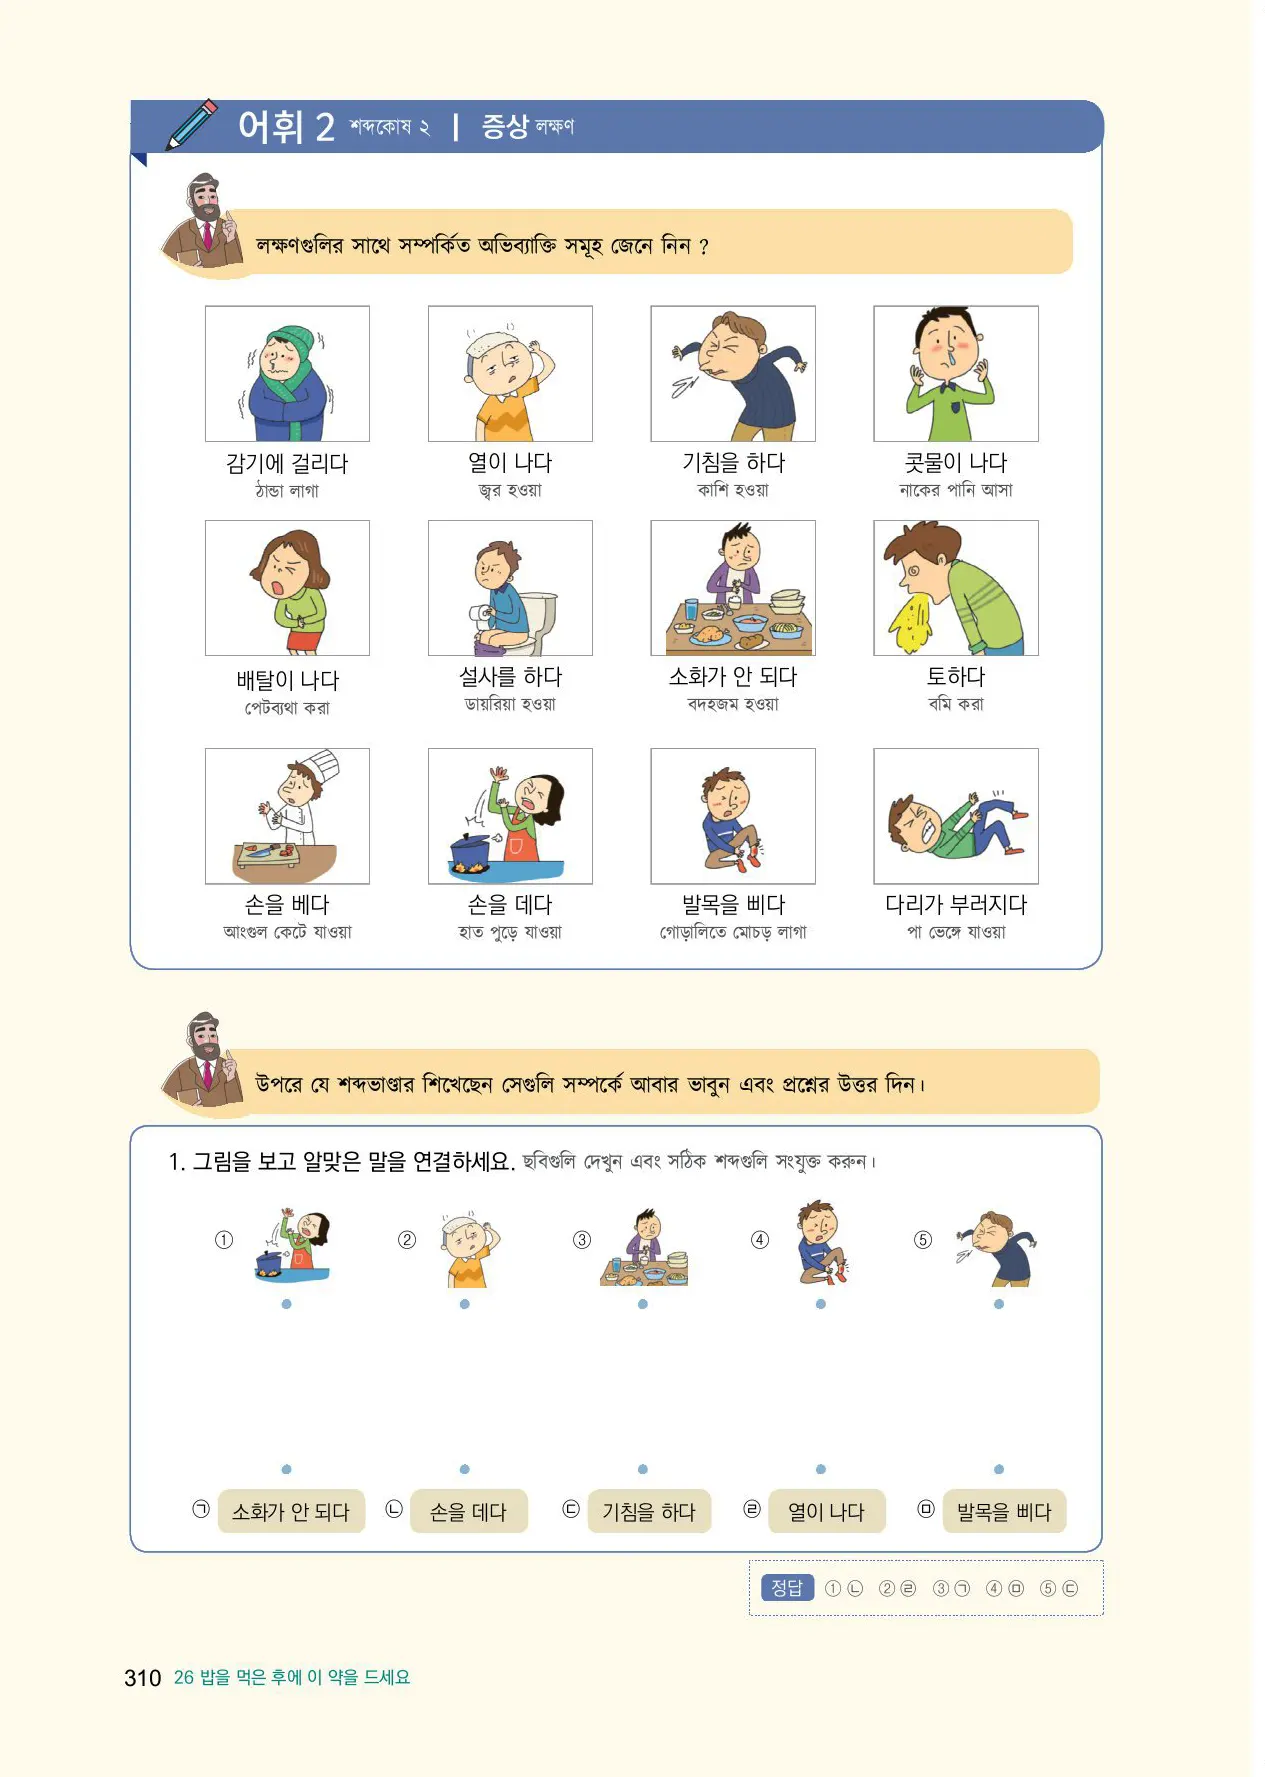 어휘 2 শব্দকোষ ২ | 증상 লক্ষণ
লক্ষণগুলির সাথে সম্পর্কিত অভিব্যাক্তি সমূহ জেনে নিন ?
감기에 걸리다 열이 나다 기침을 하다 콧물이 나다
ঠান্ডা লাগা জ্বর হওয়া কাশি হওয়া নাকের পানি আসা
배탈이 나다 설사를 하다 소화가 안 되다 토하다
পেটব্যথা করা ডায়রিয়া হওয়া বদহজম হওয়া বমি করা
손을 베다 손을 데다 발목을 삐다 다리가 부러지다
আংগুল কেটে যাওয়া হাত পুড়ে যাওয়া গোড়ালিতে মোচড় লাগা পা ভেঙ্গে যাওয়া
উপরে যে শব্দভাণ্ডার শিখেছেন সেগুলি সম্পর্কে আবার ভাবুন এবং প্রশ্নের উত্তর দিন।
1. 그림을 보고 알맞은 말을 연결하세요. ছবিগুলি দেখুন এবং সঠিক শব্দগুলি সংযুক্ত করুন।
① ② ③ ④ ⑤
㉠ 소화가 안 되다 ㉡ 손을 데다 ㉢ 기침을 하다 ㉣ 열이 나다 ㉤ 발목을 삐다
정답 ①㉡ ②㉣ ③㉠ ④㉤ ⑤㉢
310 26 밥을 먹은 후에 이 약을 드세요